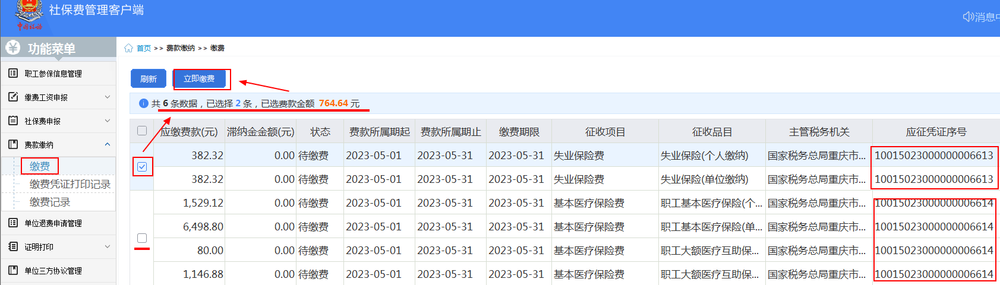 社保费管理客户端
中国税务
消息中
功能菜单
首页 >> 费款缴纳 >> 缴费
职工参保信息管理
缴费工资申报
社保费申报
费款缴纳
缴费
缴费凭证打印记录
缴费记录
单位退费申请管理
证明打印
单位三方协议管理
刷新 立即缴费
共 6 条数据，已选择 2 条，已选费款金额 764.64 元
应缴费款(元) 滞纳金金额(元) 状态 费款所属期起 费款所属期止 缴费期限 征收项目 征收品目 主管税务机关 应征凭证序号
382.32 0.00 待缴费 2023-05-01 2023-05-31 2023-05-31 失业保险费 失业保险(个人缴纳) 国家税务总局重庆市... 10015023000000006613
382.32 0.00 待缴费 2023-05-01 2023-05-31 2023-05-31 失业保险费 失业保险(单位缴纳) 国家税务总局重庆市... 10015023000000006613
1,529.12 0.00 待缴费 2023-05-01 2023-05-31 2023-05-31 基本医疗保险费 职工基本医疗保险(个... 国家税务总局重庆市... 10015023000000006614
6,498.80 0.00 待缴费 2023-05-01 2023-05-31 2023-05-31 基本医疗保险费 职工基本医疗保险(单... 国家税务总局重庆市... 10015023000000006614
80.00 0.00 待缴费 2023-05-01 2023-05-31 2023-05-31 基本医疗保险费 职工大额医疗互助保... 国家税务总局重庆市... 10015023000000006614
1,146.88 0.00 待缴费 2023-05-01 2023-05-31 2023-05-31 基本医疗保险费 职工大额医疗互助保... 国家税务总局重庆市... 10015023000000006614